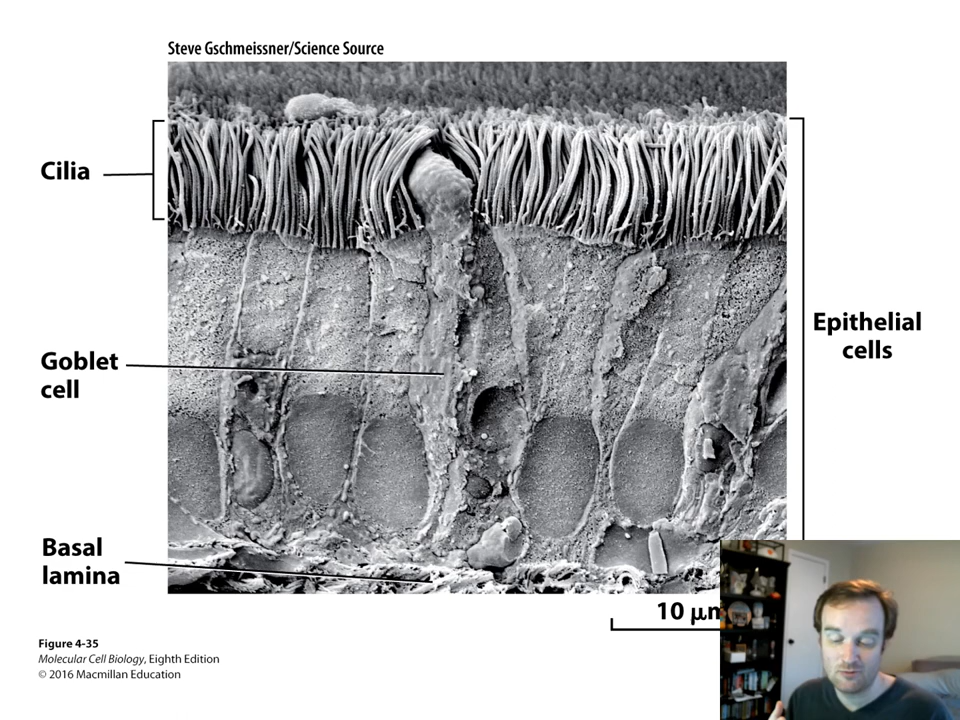 Steve Gschmeissner/Science Source
Cilia
Goblet
cell
Basal
lamina
Epithelial
cells
10
Figure 4-35
Molecular Cell Biology, Eighth Edition
© 2016 Macmillan Education